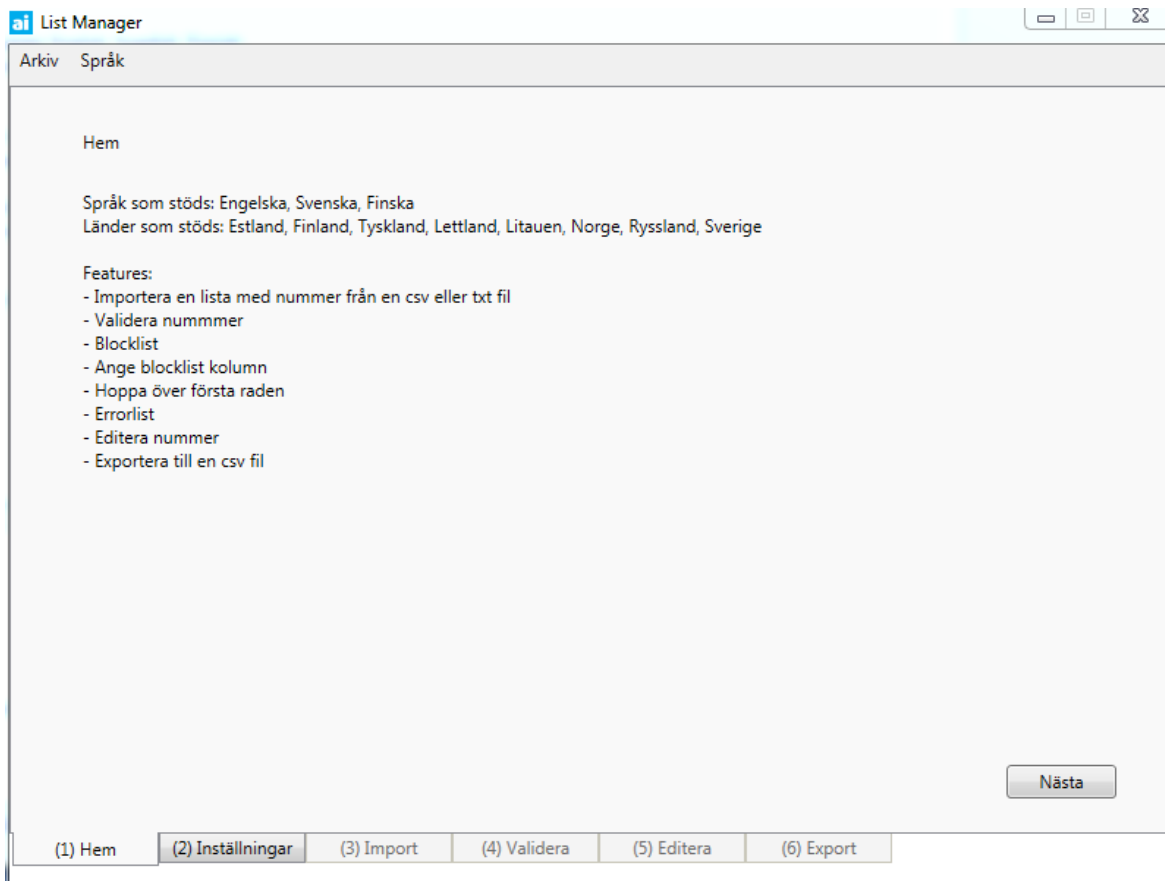 ai List Manager
Arkiv Språk
Hem
Språk som stöds: Engelska, Svenska, Finska
Länder som stöds: Estland, Finland, Tyskland, Lettland, Litauen, Norge, Ryssland, Sverige
Features:
- Importera en lista med nummer från en csv eller txt fil
- Validera nummmer
- Blocklist
- Ange blocklist kolumn
- Hoppa över första raden
- Errorlist
- Editera nummer
- Exportera till en csv fil
Nästa
(1) Hem (2) Inställningar (3) Import (4) Validera (5) Editera (6) Export